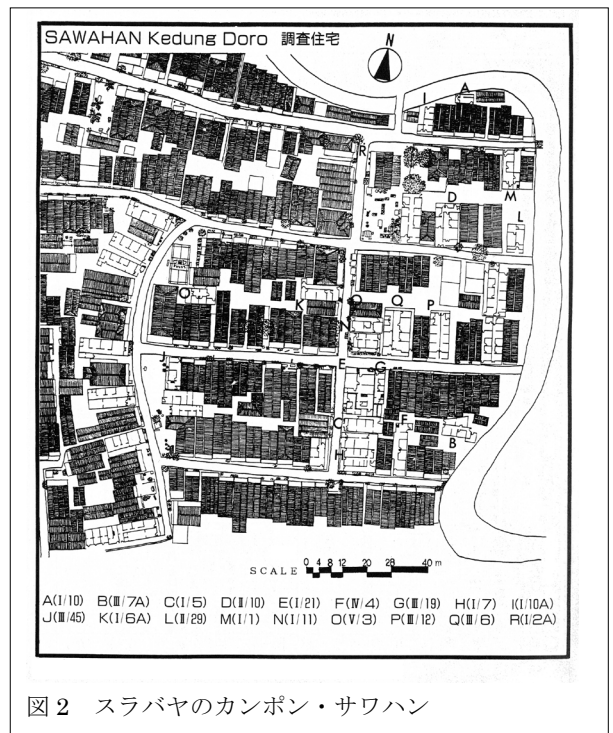 SAWAHAN Kedung Doro 調査住宅
N
I A
R
M
D
L
Q
K
O Q P
N
J
E
G
C
F
B
H
SCALE 0 4 8 12 20 28 40 m
A(I/10) B(Ⅲ/7A) C(I/5) D(Ⅱ/10) E(I/21) F(Ⅳ/4) G(Ⅲ/19) H(I/7) I(I/10A)
J(Ⅲ/45) K(I/6A) L(Ⅱ/29) M(I/1) N(I/11) O(Ⅴ/3) P(Ⅲ/12) Q(Ⅲ/6) R(I/2A)
図 2 スラバヤのカンポン・サワハン